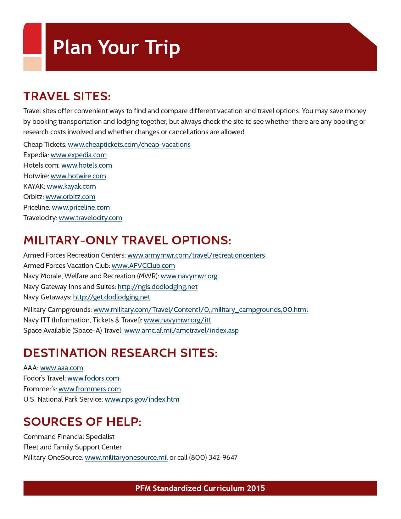 Plan Your Trip
TRAVEL SITES:
Travel sites offer convenient ways to find and compare different vacation and travel options. You may save money
by booking transportation and lodging together, but always check the site to see whether there are any booking or
research costs involved and whether changes or cancellations are allowed.
Cheap Tickets: www.cheaptickets.com/cheap-vacations
Expedia: www.expedia.com
Hotels.com: www.hotels.com
Hotwire: www.hotwire.com
KAYAK: www.kayak.com
Orbitz: www.orbitz.com
Priceline: www.priceline.com
Travelocity: www.travelocity.com
MILITARY-ONLY TRAVEL OPTIONS:
Armed Forces Recreation Centers: www.armymwr.com/travel/recreationcenters
Armed Forces Vacation Club: www.AFVCClub.com
Navy Morale, Welfare and Recreation (MWR): www.navymwr.org
Navy Gateway Inns and Suites: http://ngis.dodlodging.net
Navy Getaways: http://get.dodlodging.net
Military Campgrounds: www.military.com/Travel/Content1/0,,military_campgrounds,00.html
Navy ITT (Information, Tickets & Travel): www.navymwr.org/itt
Space Available (Space-A) Travel: www.amc.af.mil/amctravel/index.asp
DESTINATION RESEARCH SITES:
AAA: www.aaa.com
Fodor's Travel: www.fodors.com
Frommer's: www.frommers.com
U.S. National Park Service: www.nps.gov/index.htm
SOURCES OF HELP:
Command Financial Specialist
Fleet and Family Support Center
Military OneSource: www.militaryonesource.mil or call (800) 342-9647
PFM Standardized Curriculum 2015